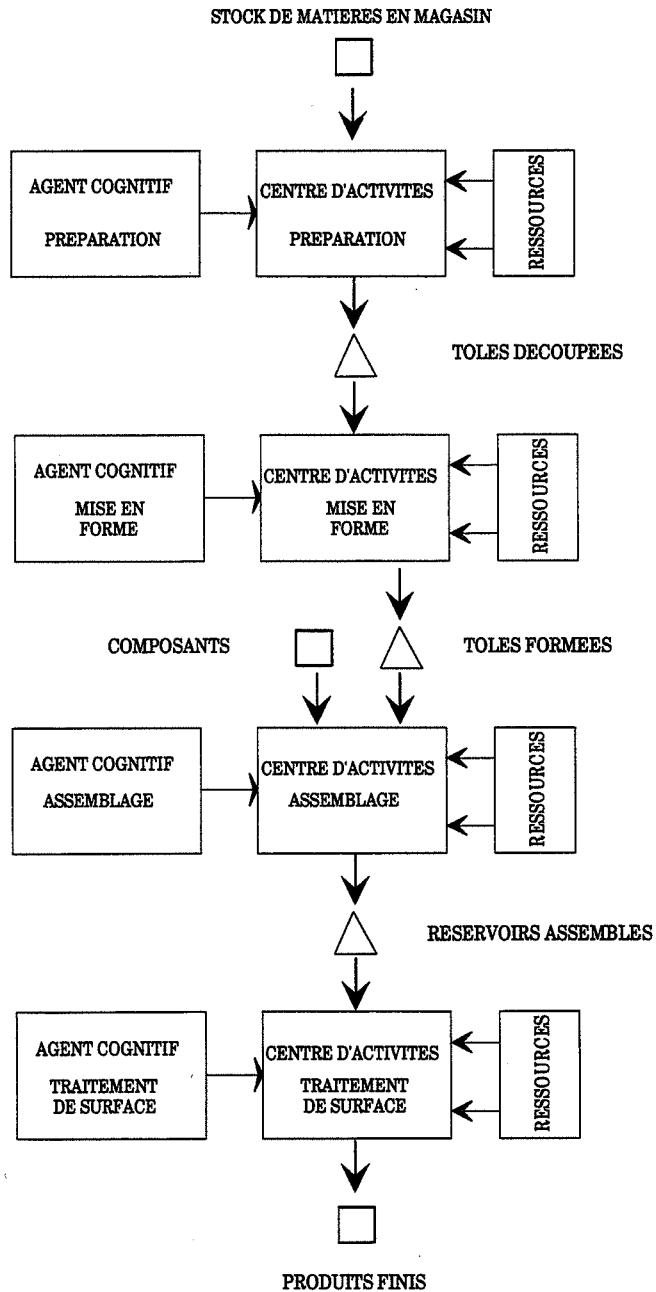 STOCK DE MATIERES EN MAGASIN
AGENT COGNITIF
PREPARATION
CENTRE D'ACTIVITES
PREPARATION
RESSOURCES
TOLES DECOUPEES
AGENT COGNITIF
MISE EN
FORME
CENTRE D'ACTIVITES
MISE EN
FORME
RESSOURCES
COMPOSANTS
TOLES FORMEES
AGENT COGNITIF
ASSEMBLAGE
CENTRE D'ACTIVITES
ASSEMBLAGE
RESSOURCES
RESERVOIRS ASSEMBLES
AGENT COGNITIF
TRAITEMENT
DE SURFACE
CENTRE D'ACTIVITES
TRAITEMENT
DE SURFACE
RESSOURCES
PRODUITS FINIS